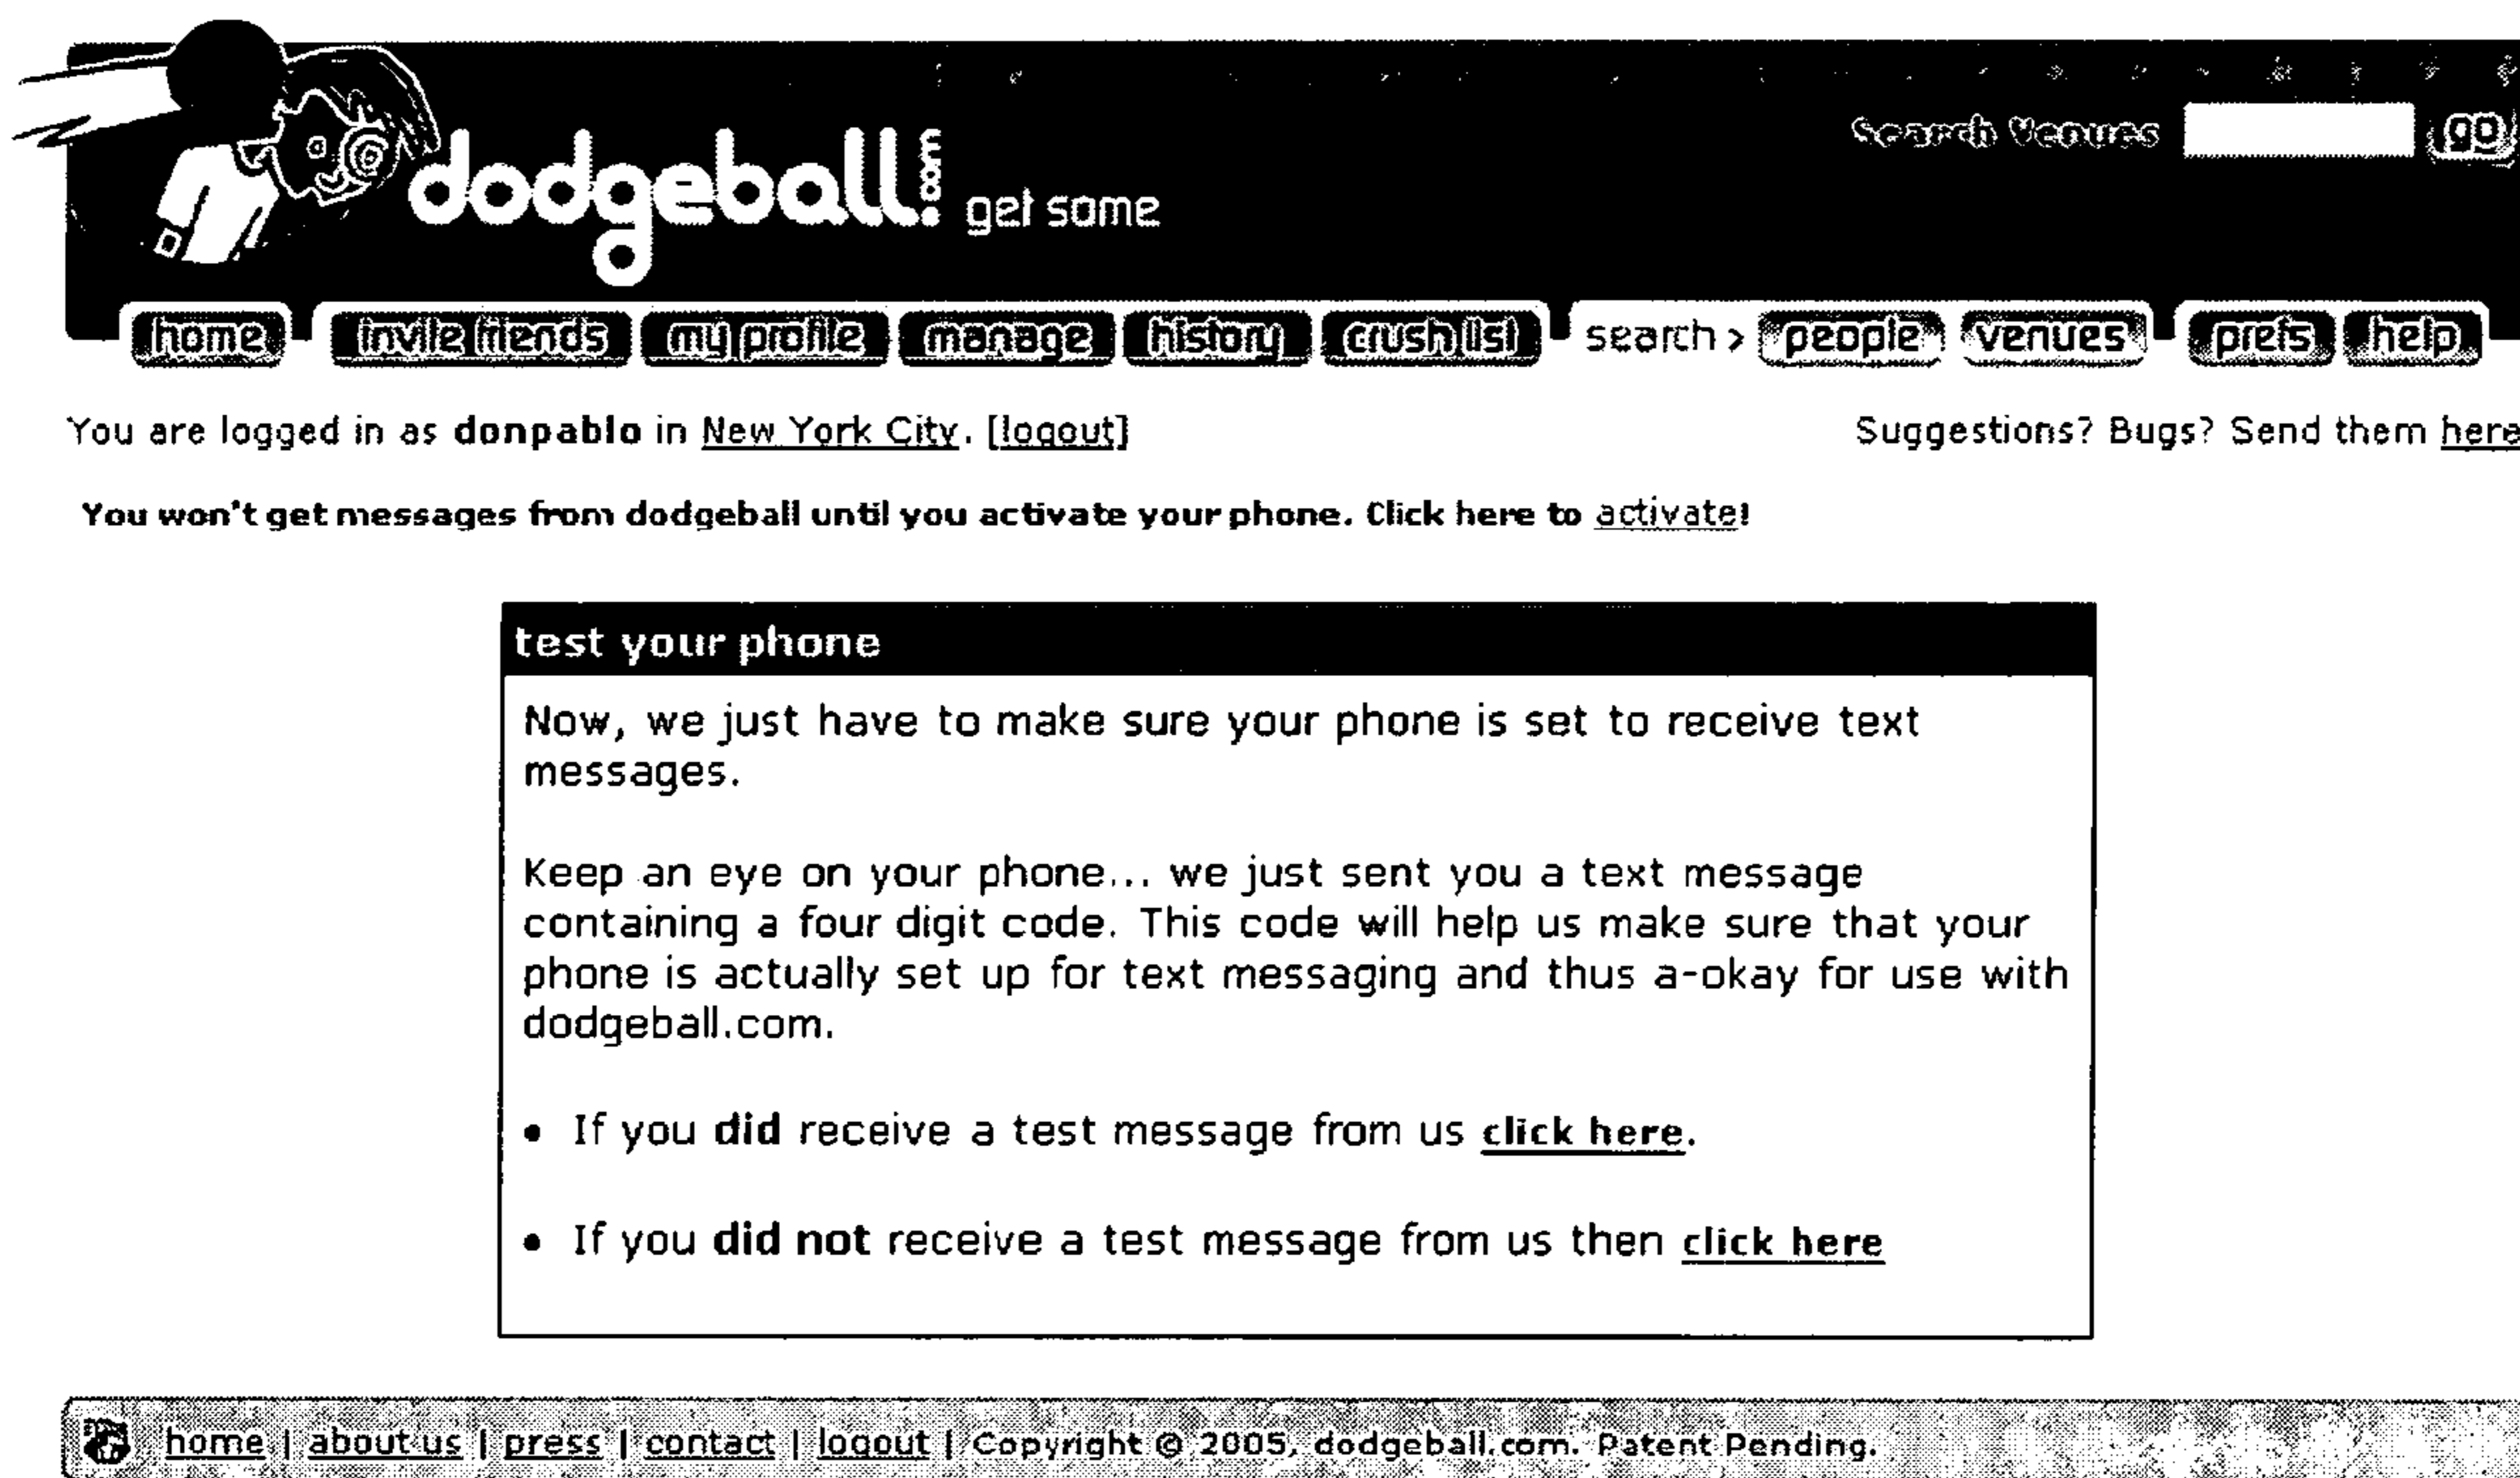 dodgeball.com get some
Search Venues go
home invite friends my profile manage history crush list search > people venues prefs help
You are logged in as donpablo in New York City. [logout]
Suggestions? Bugs? Send them here
You won't get messages from dodgeball until you activate your phone. Click here to activate!
test your phone
Now, we just have to make sure your phone is set to receive text
messages.
Keep an eye on your phone... we just sent you a text message
containing a four digit code. This code will help us make sure that your
phone is actually set up for text messaging and thus a-okay for use with
dodgeball.com.
• If you did receive a test message from us click here.
• If you did not receive a test message from us then click here
home | about us | press | contact | logout | Copyright © 2005, dodgeball.com. Patent Pending.